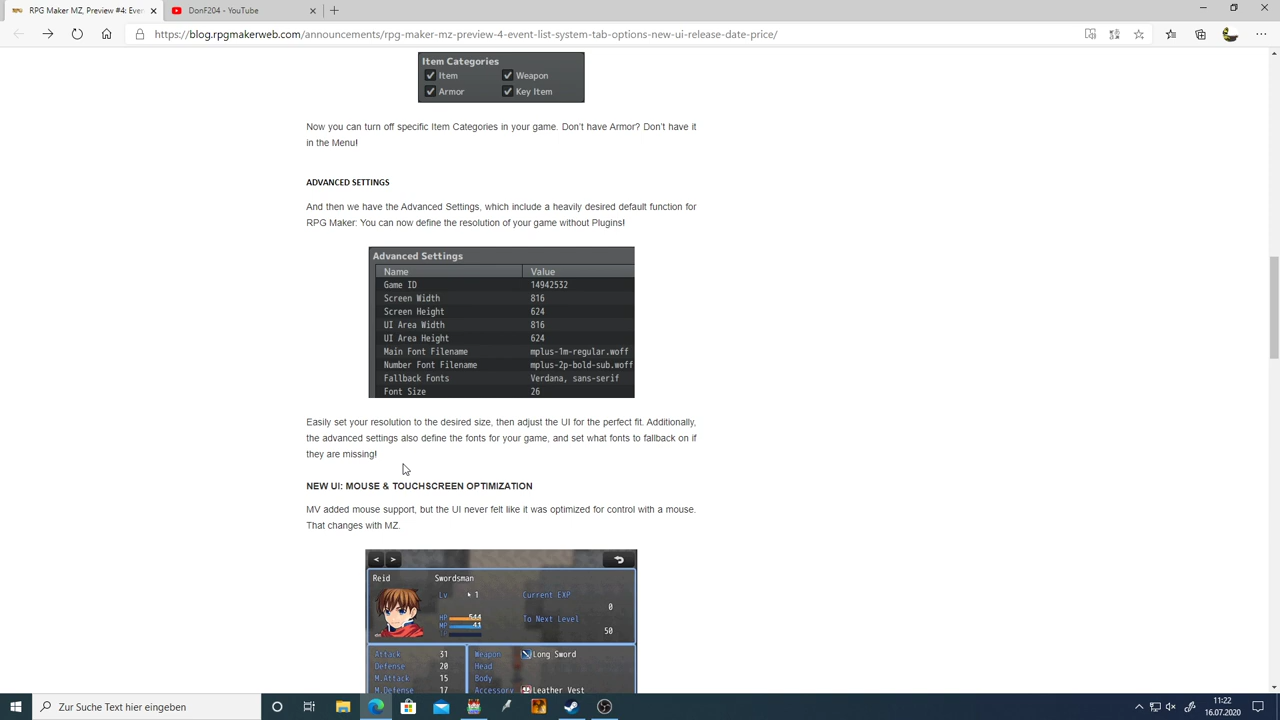 RPG Maker MZ, Preview #4: Eve
DonF204 - YouTube
https://blog.rpgmakerweb.com/announcements/rpg-maker-mz-preview-4-event-list-system-tab-options-new-ui-release-date-price/
Item Categories
Item Weapon
Armor Key Item
Now you can turn off specific Item Categories in your game. Don't have Armor? Don't have it
in the Menu!
ADVANCED SETTINGS
And then we have the Advanced Settings, which include a heavily desired default function for
RPG Maker: You can now define the resolution of your game without Plugins!
Advanced Settings
Name Value
Game ID 14942532
Screen Width 816
Screen Height 624
UI Area Width 816
UI Area Height 624
Main Font Filename mplus-1m-regular.woff
Number Font Filename mplus-2p-bold-sub.woff
Fallback Fonts Verdana, sans-serif
Font Size 26
Easily set your resolution to the desired size, then adjust the UI for the perfect fit. Additionally,
the advanced settings also define the fonts for your game, and set what fonts to fallback on if
they are missing!
NEW UI: MOUSE & TOUCHSCREEN OPTIMIZATION
MV added mouse support, but the UI never felt like it was optimized for control with a mouse.
That changes with MZ.
< >
Reid Swordsman
Lv 1 Current EXP
0
HP 544 To Next Level
MP 41
50
Attack 31 Weapon Long Sword
Defense 20 Head
M.Attack 15 Body
M.Defense 17 Accessory Leather Vest
Zur Suche Text hier eingeben
11:22
16.07.2020